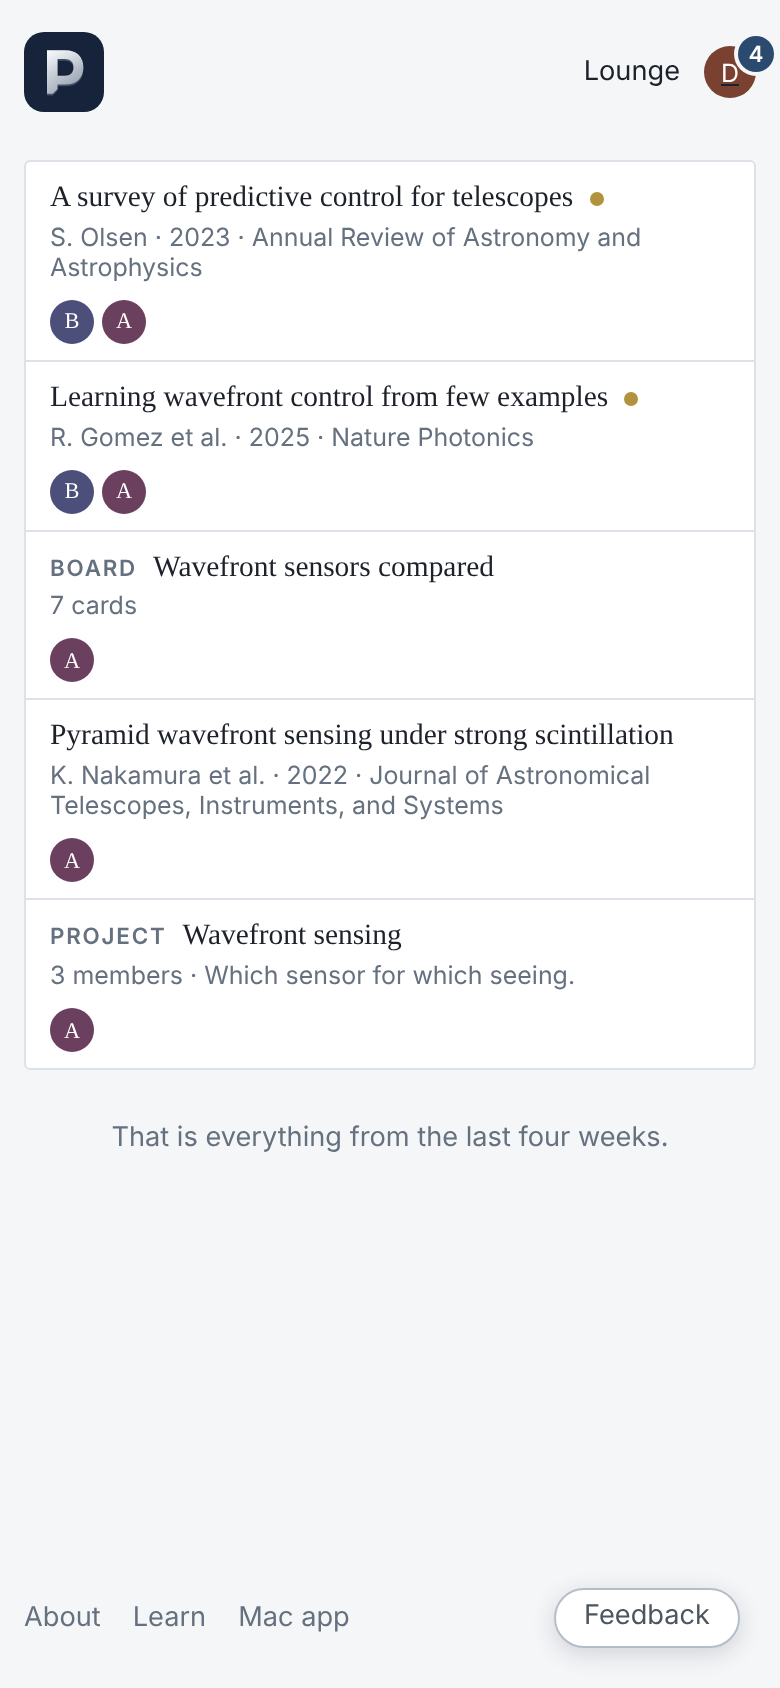 P
Lounge
D
4
A survey of predictive control for telescopes
S. Olsen · 2023 · Annual Review of Astronomy and
Astrophysics
B A
Learning wavefront control from few examples
R. Gomez et al. · 2025 · Nature Photonics
B A
BOARD Wavefront sensors compared
7 cards
A
Pyramid wavefront sensing under strong scintillation
K. Nakamura et al. · 2022 · Journal of Astronomical
Telescopes, Instruments, and Systems
A
PROJECT Wavefront sensing
3 members · Which sensor for which seeing.
A
That is everything from the last four weeks.
About Learn Mac app
Feedback